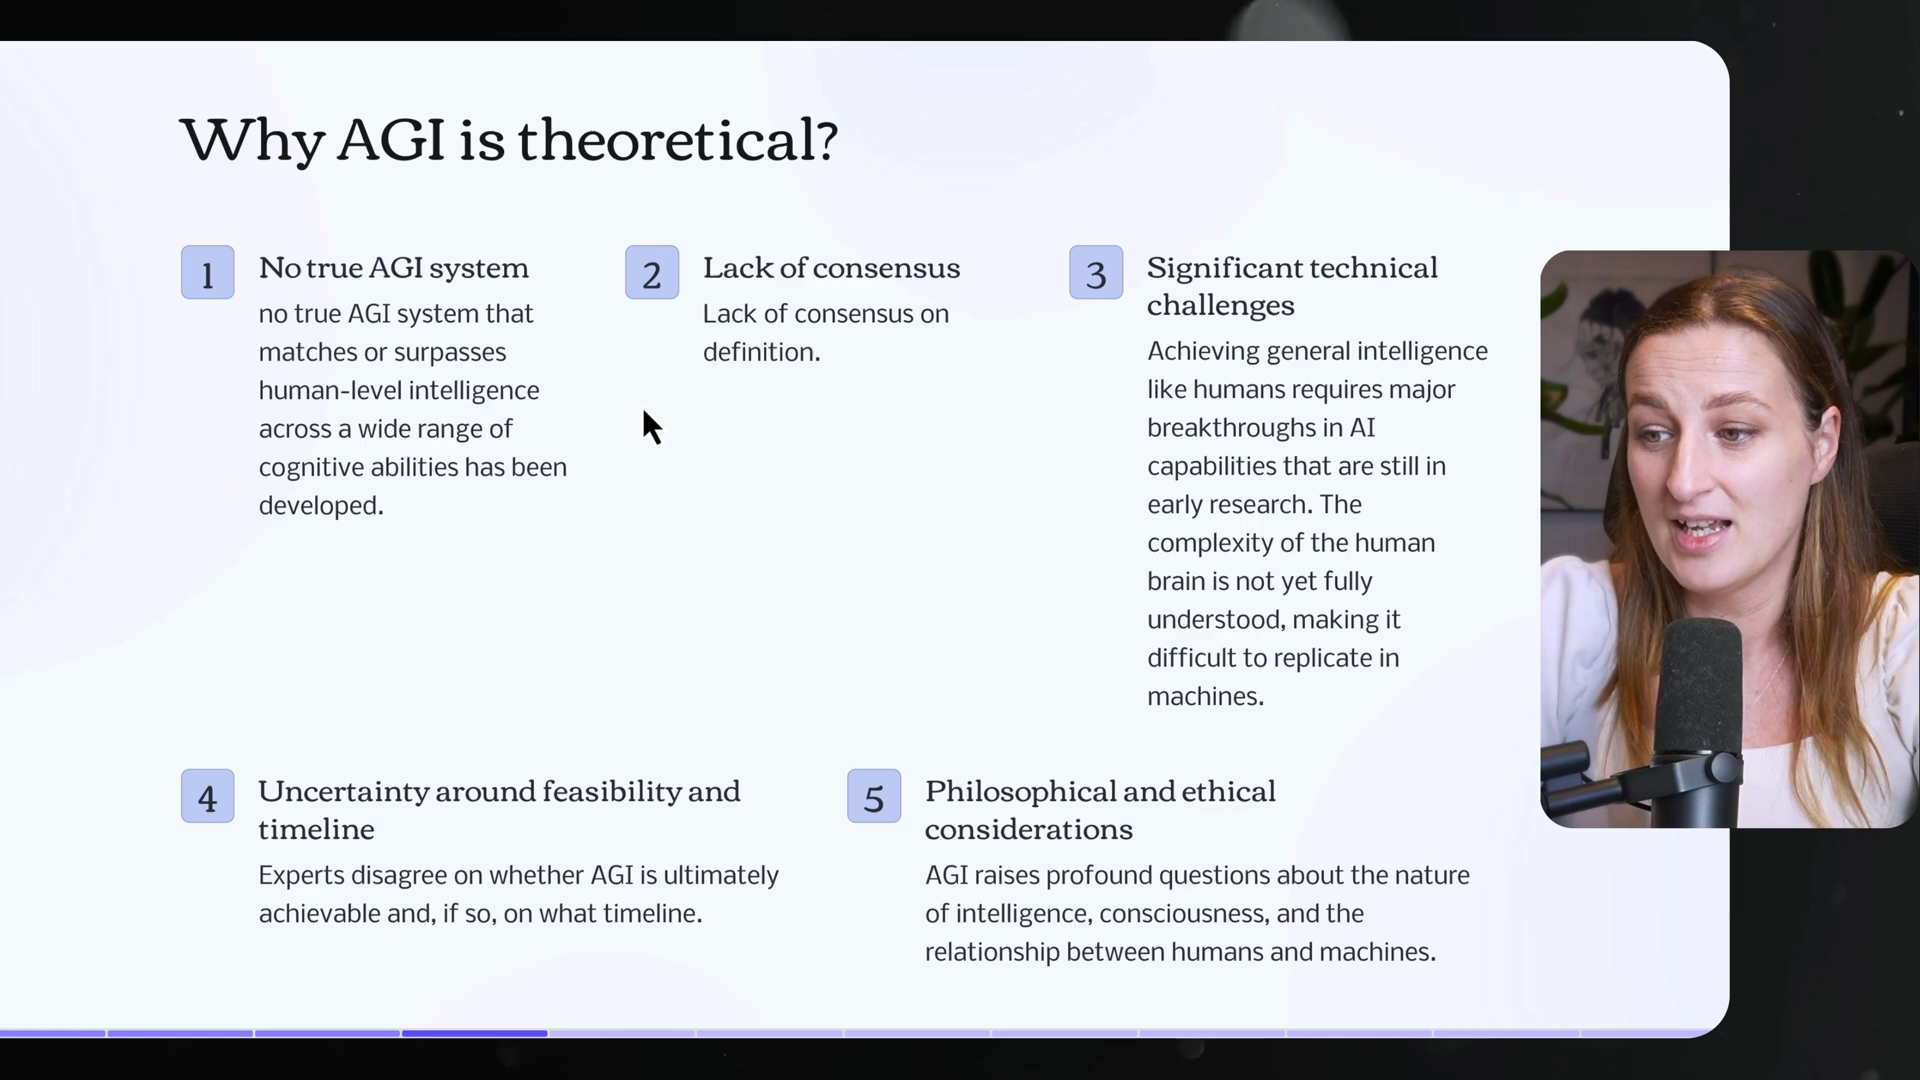 Why AGI is theoretical?
1
No true AGI system
no true AGI system that
matches or surpasses
human-level intelligence
across a wide range of
cognitive abilities has been
developed.
2
Lack of consensus
Lack of consensus on
definition.
3
Significant technical
challenges
Achieving general intelligence
like humans requires major
breakthroughs in AI
capabilities that are still in
early research. The
complexity of the human
brain is not yet fully
understood, making it
difficult to replicate in
machines.
4
Uncertainty around feasibility and
timeline
Experts disagree on whether AGI is ultimately
achievable and, if so, on what timeline.
5
Philosophical and ethical
considerations
AGI raises profound questions about the nature
of intelligence, consciousness, and the
relationship between humans and machines.